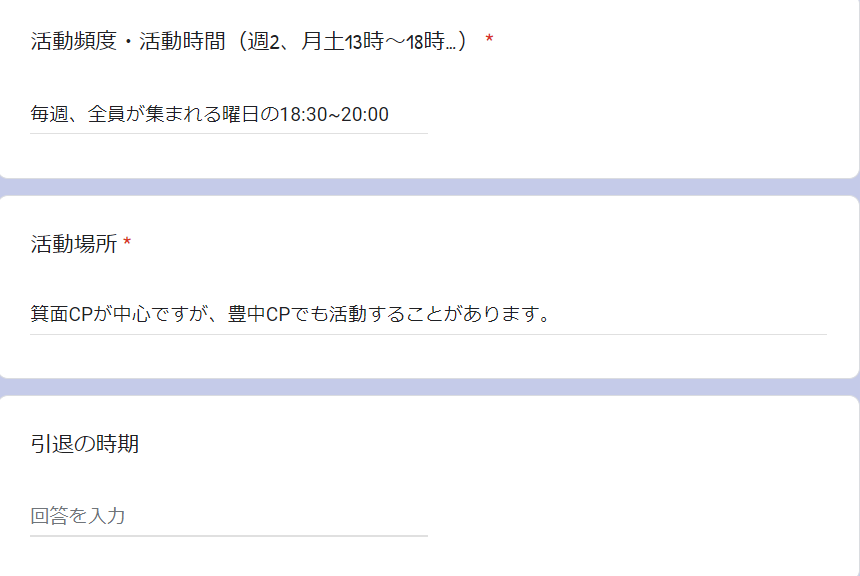 活動頻度・活動時間（週2、月土13時～18時…） *
毎週、全員が集まれる曜日の18:30~20:00
活動場所 *
箕面CPが中心ですが、豊中CPでも活動することがあります。
引退の時期
回答を入力